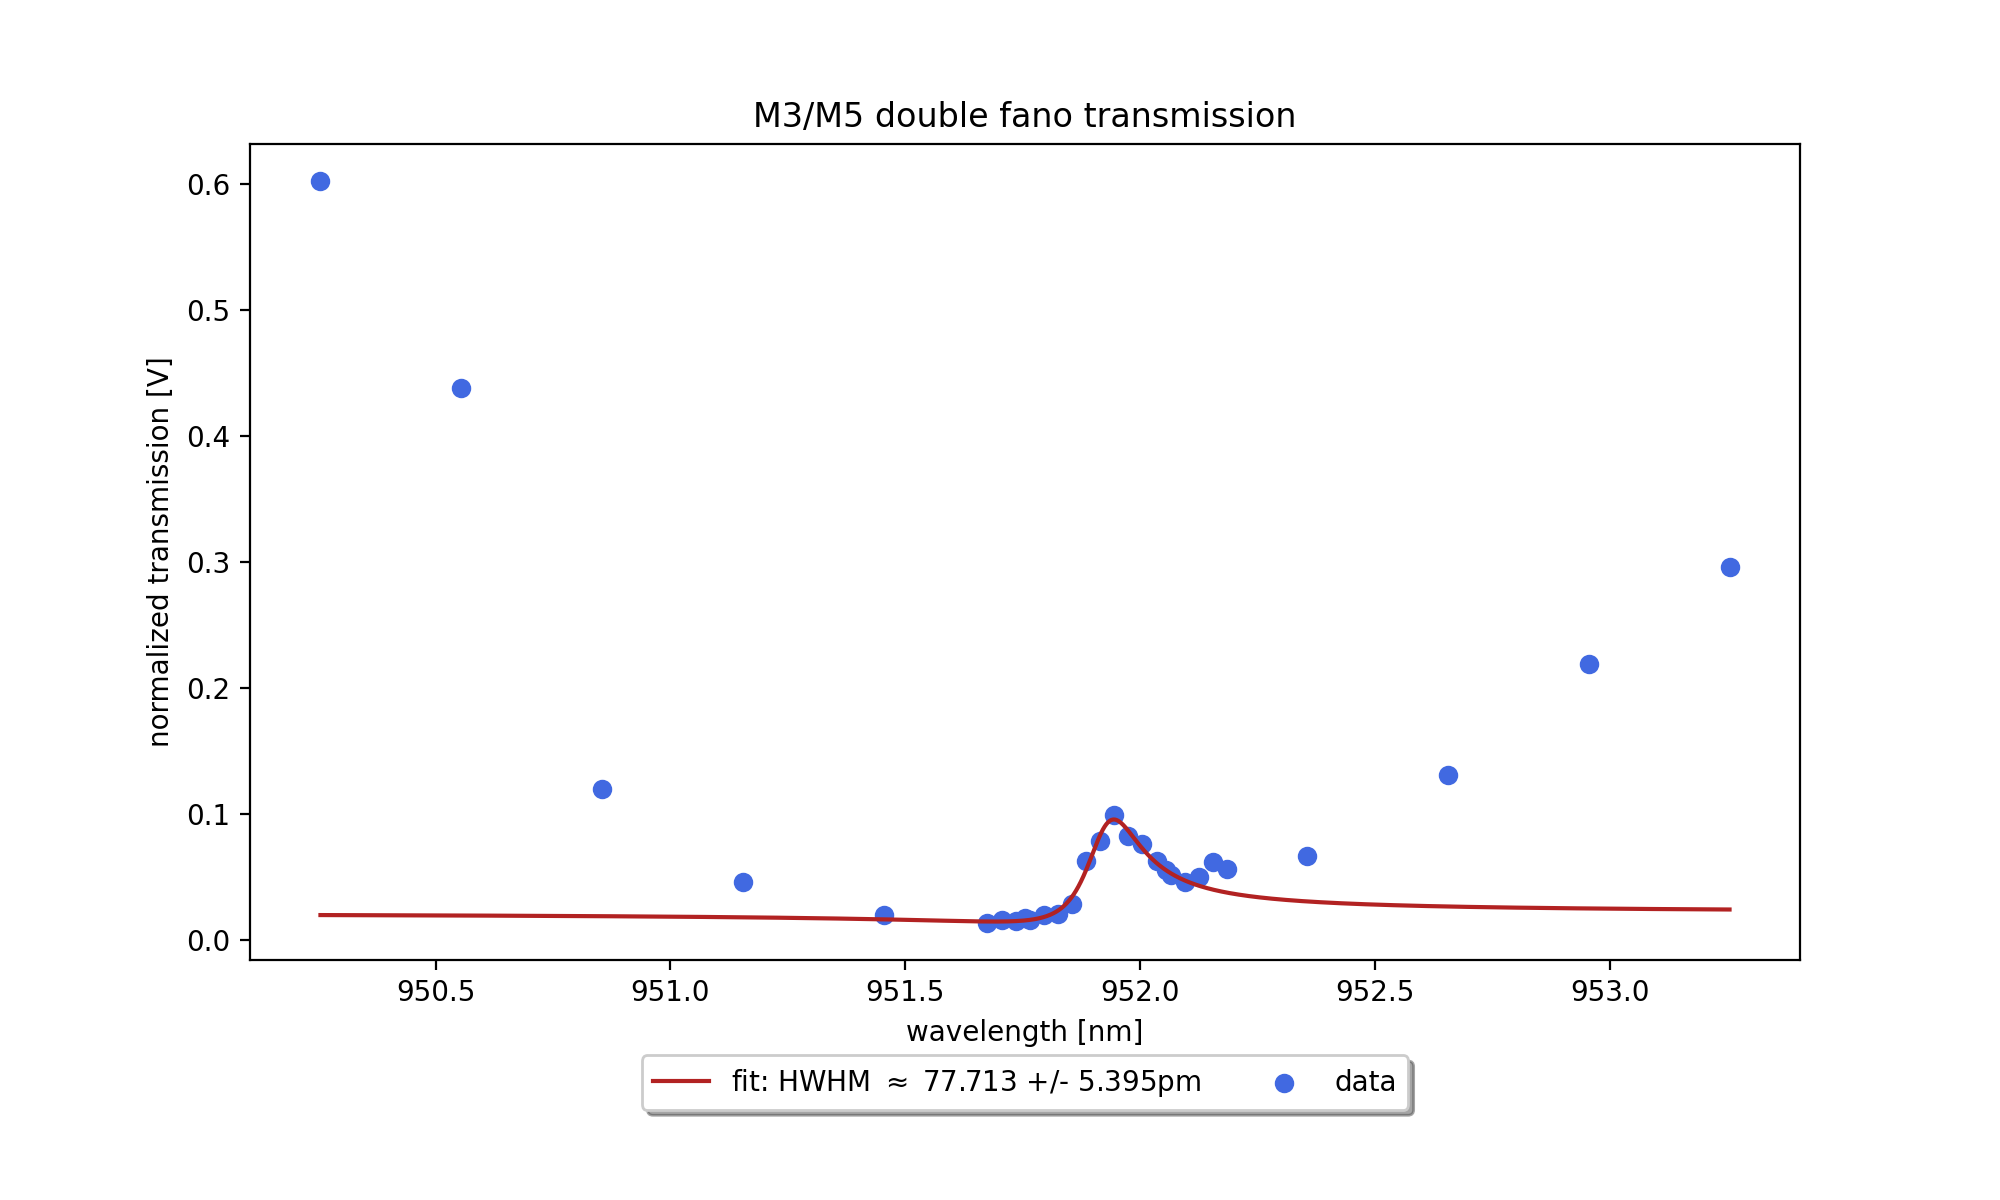 M3/M5 double fano transmission
normalized transmission [V]
0.6
0.5
0.4
0.3
0.2
0.1
0.0
950.5 951.0 951.5 952.0 952.5 953.0
wavelength [nm]
fit: HWHM ≈ 77.713 +/- 5.395pm data